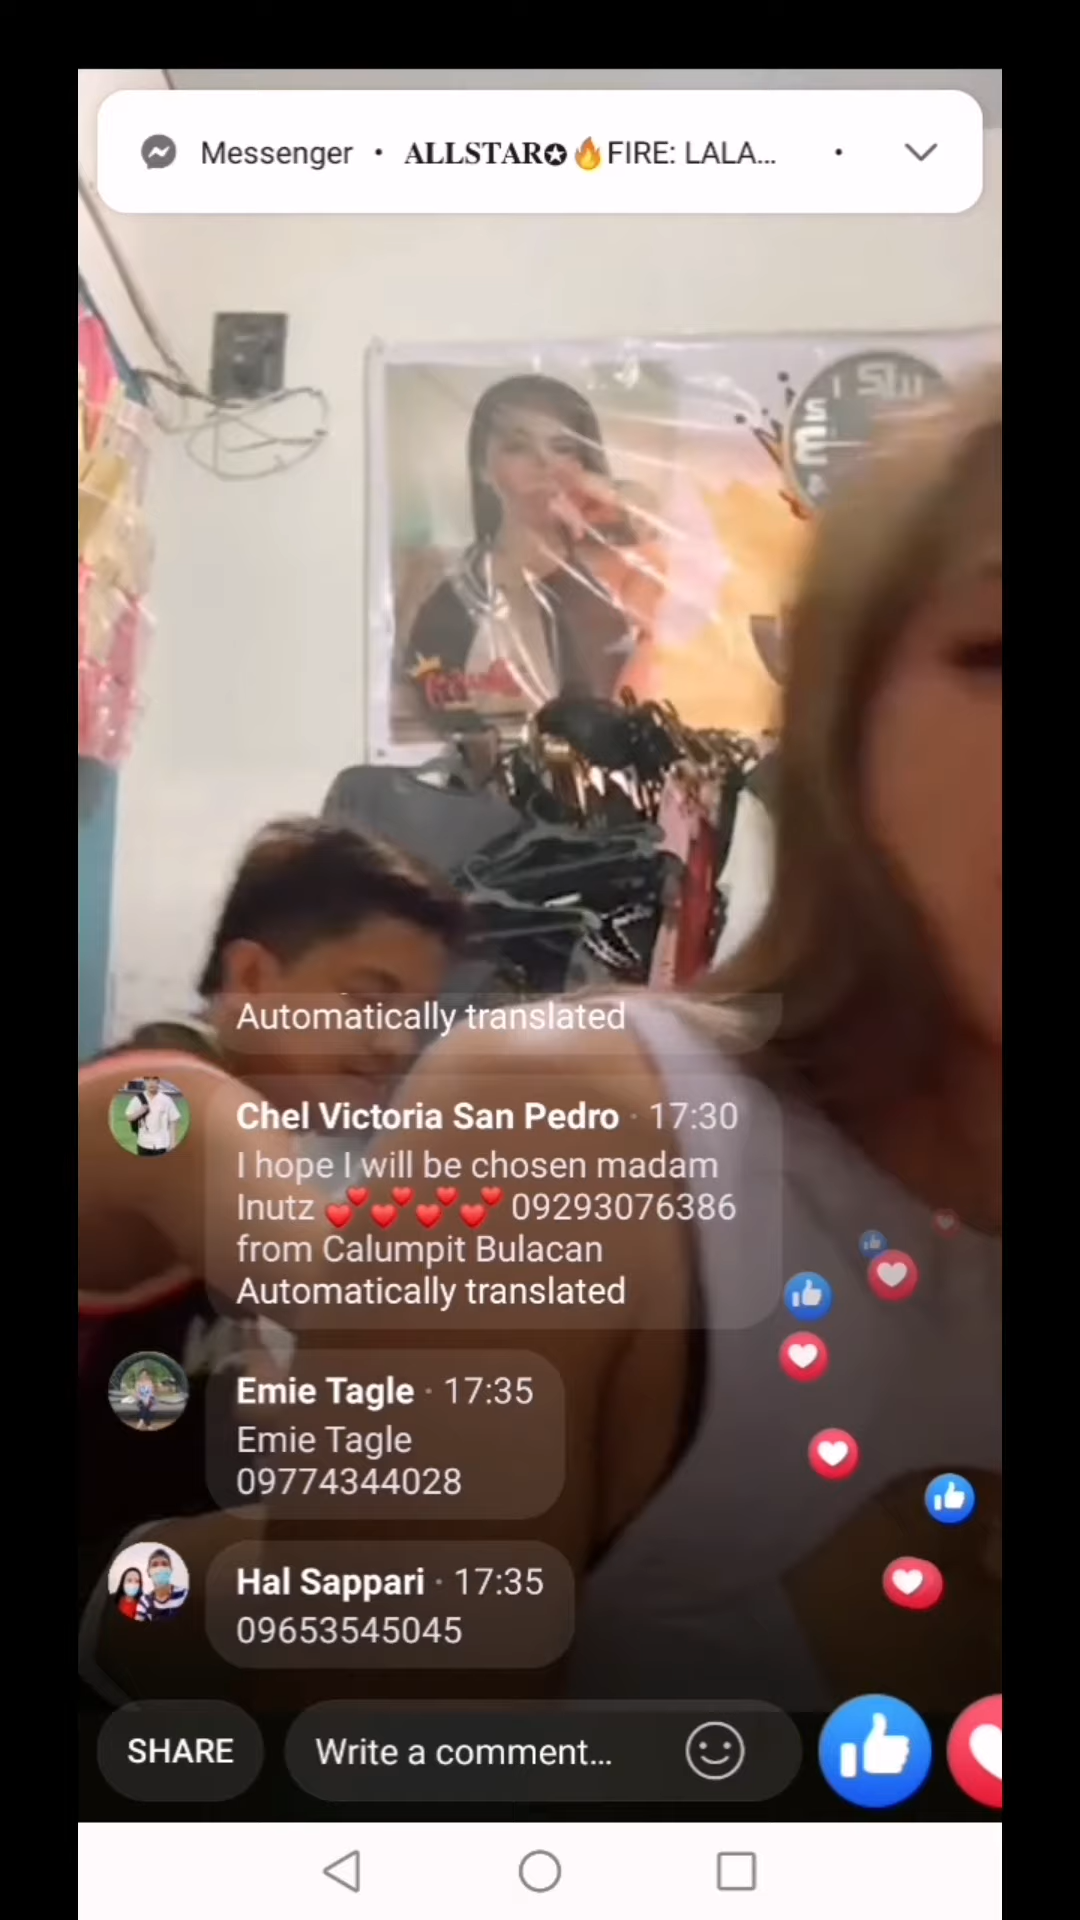 Messenger • ALLSTAR✪🔥FIRE: LALA... •
Automatically translated
Chel Victoria San Pedro · 17:30
I hope I will be chosen madam
Inutz 💕💕💕💕 09293076386
from Calumpit Bulacan
Automatically translated
Emie Tagle · 17:35
Emie Tagle
09774344028
Hal Sappari · 17:35
09653545045
SHARE
Write a comment...